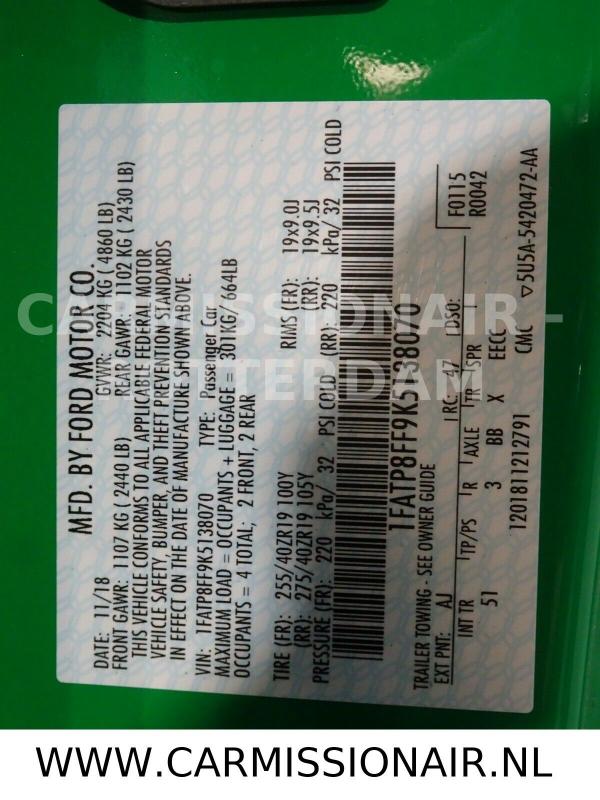 MFD. BY FORD MOTOR CO.
DATE: 11/18 GVWR: 2204 KG ( 4860 LB)
FRONT GAWR: 1107 KG ( 2440 LB) REAR GAWR: 1102 KG ( 2430 LB)
THIS VEHICLE CONFORMS TO ALL APPLICABLE FEDERAL MOTOR
VEHICLE SAFETY, BUMPER, AND THEFT PREVENTION STANDARDS
IN EFFECT ON THE DATE OF MANUFACTURE SHOWN ABOVE.
VIN: 1FATP8FF9K5138070 TYPE: Passenger Car
MAXIMUM LOAD = OCCUPANTS + LUGGAGE = 301KG/ 664LB
OCCUPANTS = 4 TOTAL; 2 FRONT, 2 REAR
TIRE (FR): 255/40ZR19 100Y RIMS (FR): 19x9.0J
(RR): 275/40ZR19 105Y (RR): 19x9.5J
PRESSURE (FR): 220 kPa/ 32 PSI COLD (RR): 220 kPa/ 32 PSI COLD
1FATP8FF9K5138070
TRAILER TOWING - SEE OWNER GUIDE
EXT PNT: AJ RC: 47 DSO: F0115
R0042
INT TR TP/PS R AXLE TR SPR
51 3 BB X EECC
1201811212791 CMC ▽5U5A-5420472-AA
CARMISSIONAIR - AMSTERDAM
WWW.CARMISSIONAIR.NL